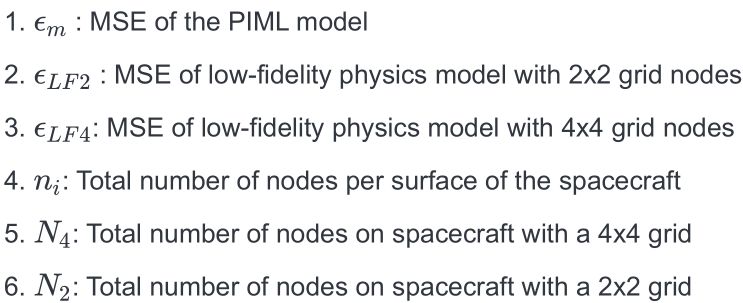 1. $\epsilon_m$ : MSE of the PIML model
2. $\epsilon_{LF2}$ : MSE of low-fidelity physics model with 2x2 grid nodes
3. $\epsilon_{LF4}$: MSE of low-fidelity physics model with 4x4 grid nodes
4. $n_i$: Total number of nodes per surface of the spacecraft
5. $N_4$: Total number of nodes on spacecraft with a 4x4 grid
6. $N_2$: Total number of nodes on spacecraft with a 2x2 grid